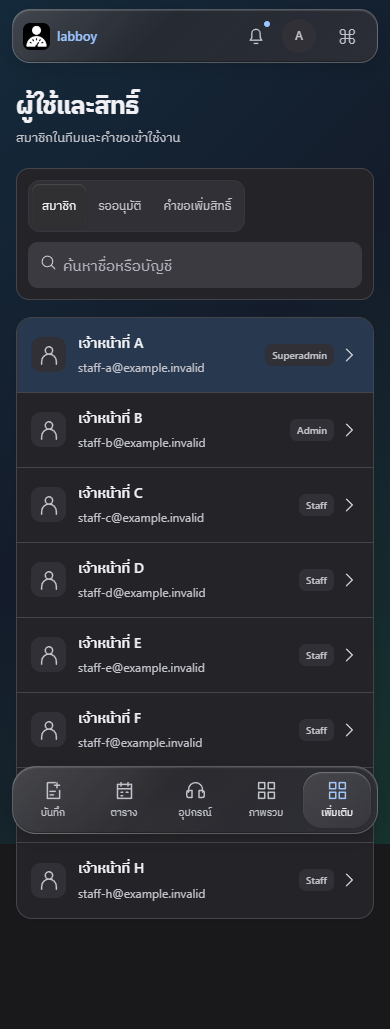 labboy
A
ผู้ใช้และสิทธิ์
สมาชิกในทีมและคำขอเข้าใช้งาน
สมาชิก
รออนุมัติ
คำขอเพิ่มสิทธิ์
ค้นหาชื่อหรือบัญชี
เจ้าหน้าที่ A
staff-a@example.invalid
Superadmin
เจ้าหน้าที่ B
staff-b@example.invalid
Admin
เจ้าหน้าที่ C
staff-c@example.invalid
Staff
เจ้าหน้าที่ D
staff-d@example.invalid
Staff
เจ้าหน้าที่ E
staff-e@example.invalid
Staff
เจ้าหน้าที่ F
staff-f@example.invalid
Staff
บันทึก
ตาราง
อุปกรณ์
ภาพรวม
เพิ่มเติม
เจ้าหน้าที่ H
staff-h@example.invalid
Staff